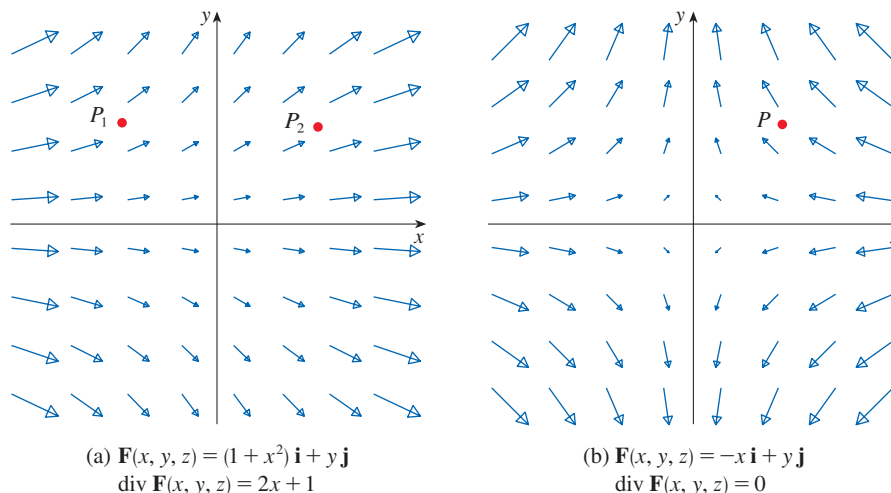 y
P₁
P₂
x
y
P
(a) F(x, y, z) = (1 + x²) i + y j
div F(x, y, z) = 2x + 1
(b) F(x, y, z) = −x i + y j
div F(x, y, z) = 0